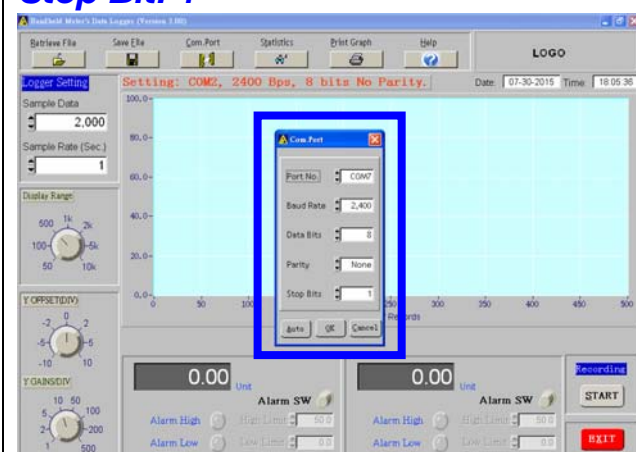 Stop Bit: 1
Handheld Meter's Data Logger (Version 3.00)
Retrieve File Save File Com.Port Statistics Print Graph Help
LOGO
Logger Setting Setting: COM2, 2400 Bps, 8 bits No Parity. Date 07-30-2015 Time 18:05:36
Sample Data
2,000
Sample Rate (Sec.)
1
100.0
80.0
60.0
40.0
20.0
0.0
0 50 100 250 300 350 400 450 500
Records
Com.Port
Port No. COM7
Baud Rate 2,400
Data Bits 8
Parity None
Stop Bits 1
Auto OK Cancel
Display Range
500 1k 2k
100 5k
50 10k
Y OFFSET(DIV)
-2 0 2
-5 5
-10 10
Y GAINS/DIV
10 50
5 100
2 200
1 500
0.00 Unit
Alarm SW
Alarm High High Limit 50.0
Alarm Low Low Limit 0.0
0.00 Unit
Alarm SW
Alarm High High Limit 50.0
Alarm Low Low Limit 0.0
Recording
START
EXIT